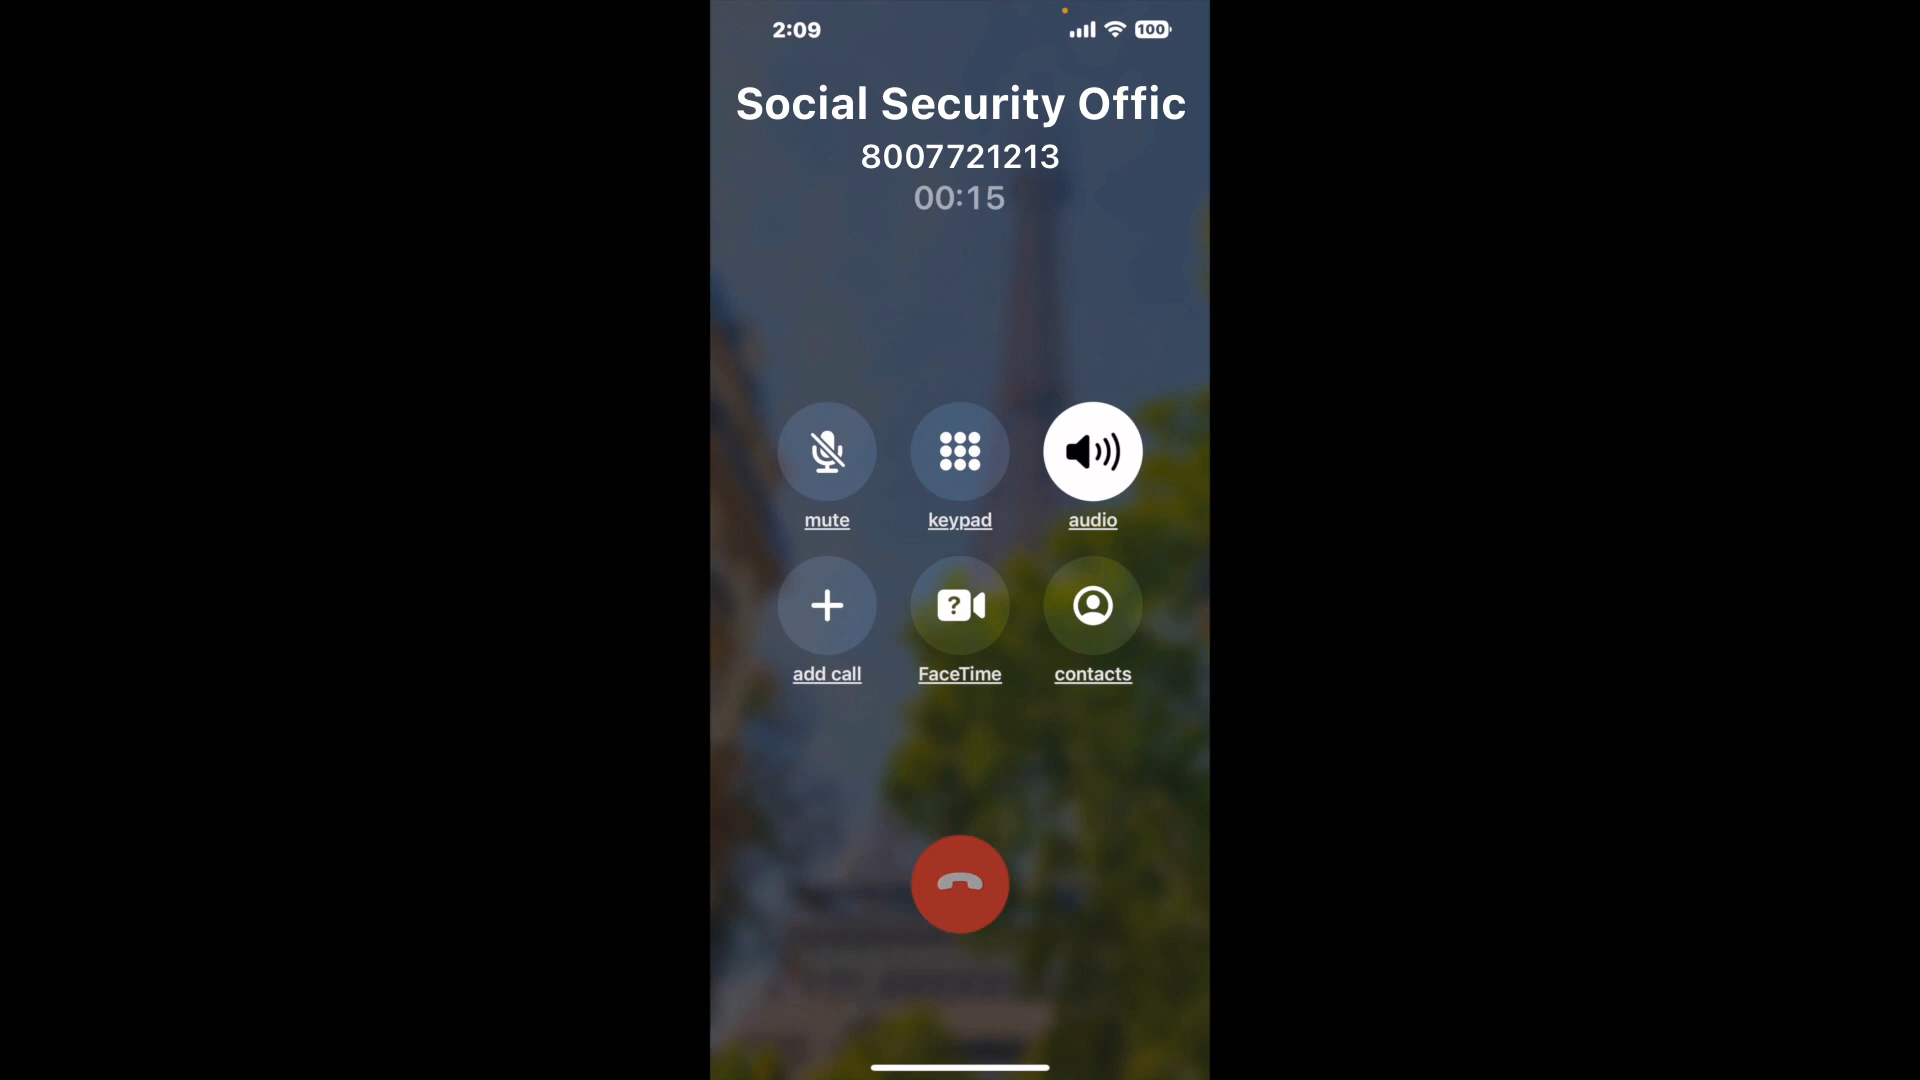 2:09
100
Social Security Offic
8007721213
00:15
mute
keypad
audio
?
add call
FaceTime
contacts